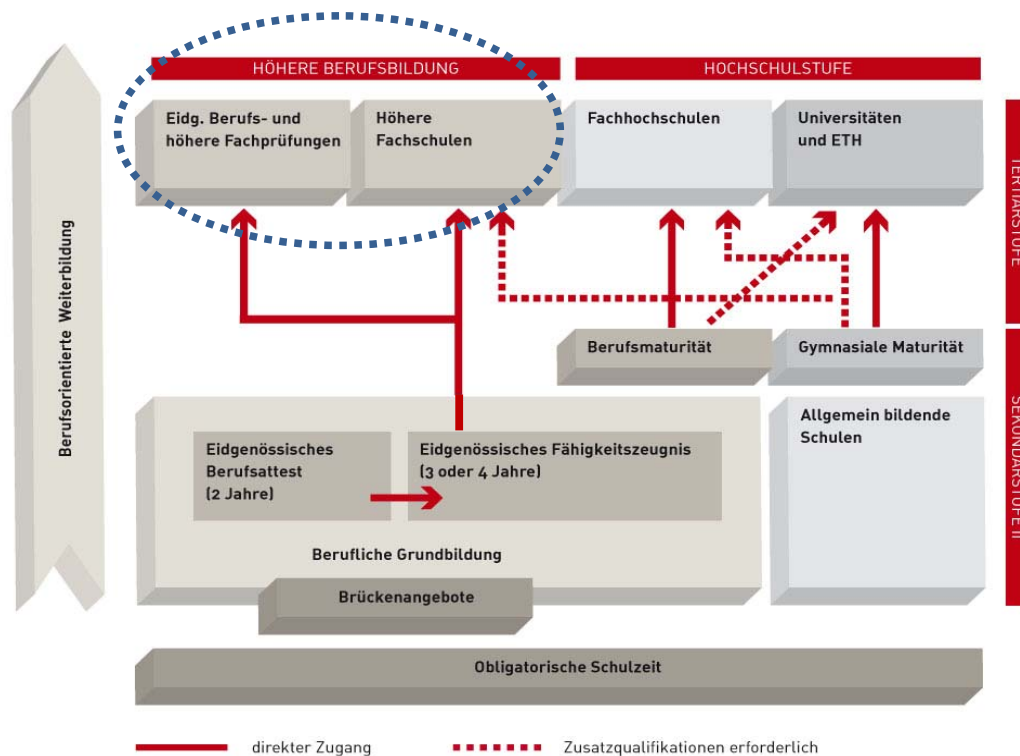 HÖHERE BERUFSBILDUNG
HOCHSCHULSTUFE
Eidg. Berufs- und
höhere Fachprüfungen
Höhere
Fachschulen
Fachhochschulen
Universitäten
und ETH
TERTIÄRSTUFE
Berufsorientierte Weiterbildung
Berufsmaturität
Gymnasiale Maturität
SEKUNDARSTUFE II
Eidgenössisches
Berufsattest
(2 Jahre)
Eidgenössisches Fähigkeitszeugnis
(3 oder 4 Jahre)
Allgemein bildende
Schulen
Berufliche Grundbildung
Brückenangebote
Obligatorische Schulzeit
direkter Zugang
Zusatzqualifikationen erforderlich